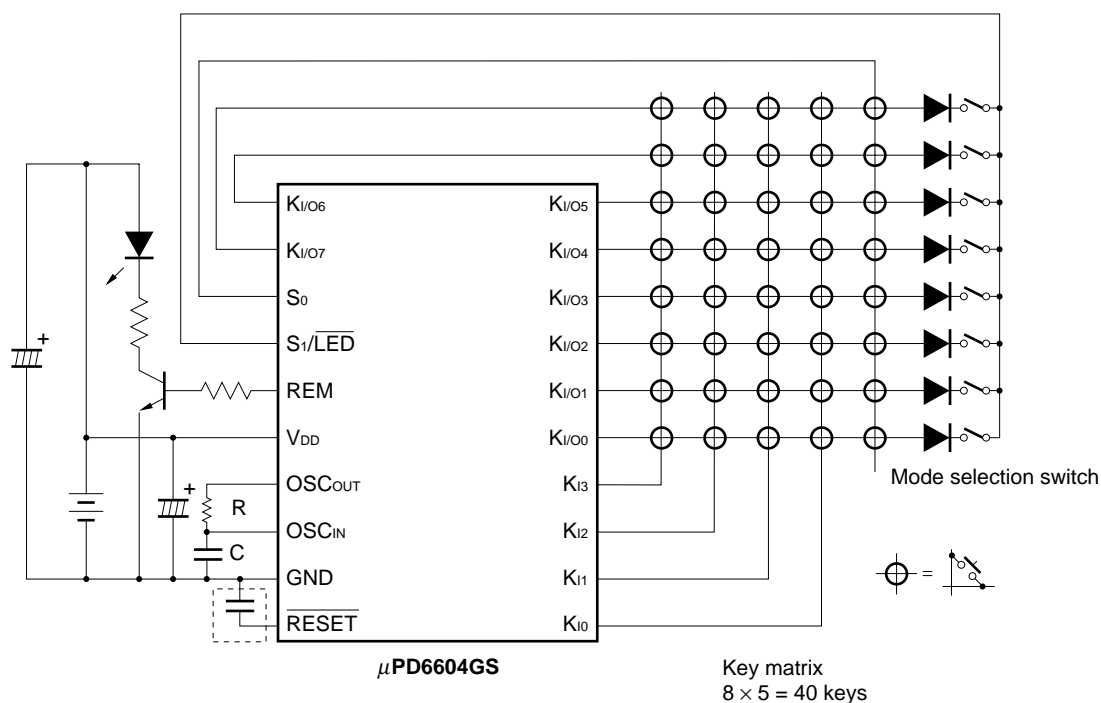 KI/O6
KI/O7
S0
S1/LED
REM
VDD
OSCOUT
OSCIN
GND
RESET
KI/O5
KI/O4
KI/O3
KI/O2
KI/O1
KI/O0
KI3
KI2
KI1
KI0
+
+
R
C
μPD6604GS
Mode selection switch
=
Key matrix
8 × 5 = 40 keys